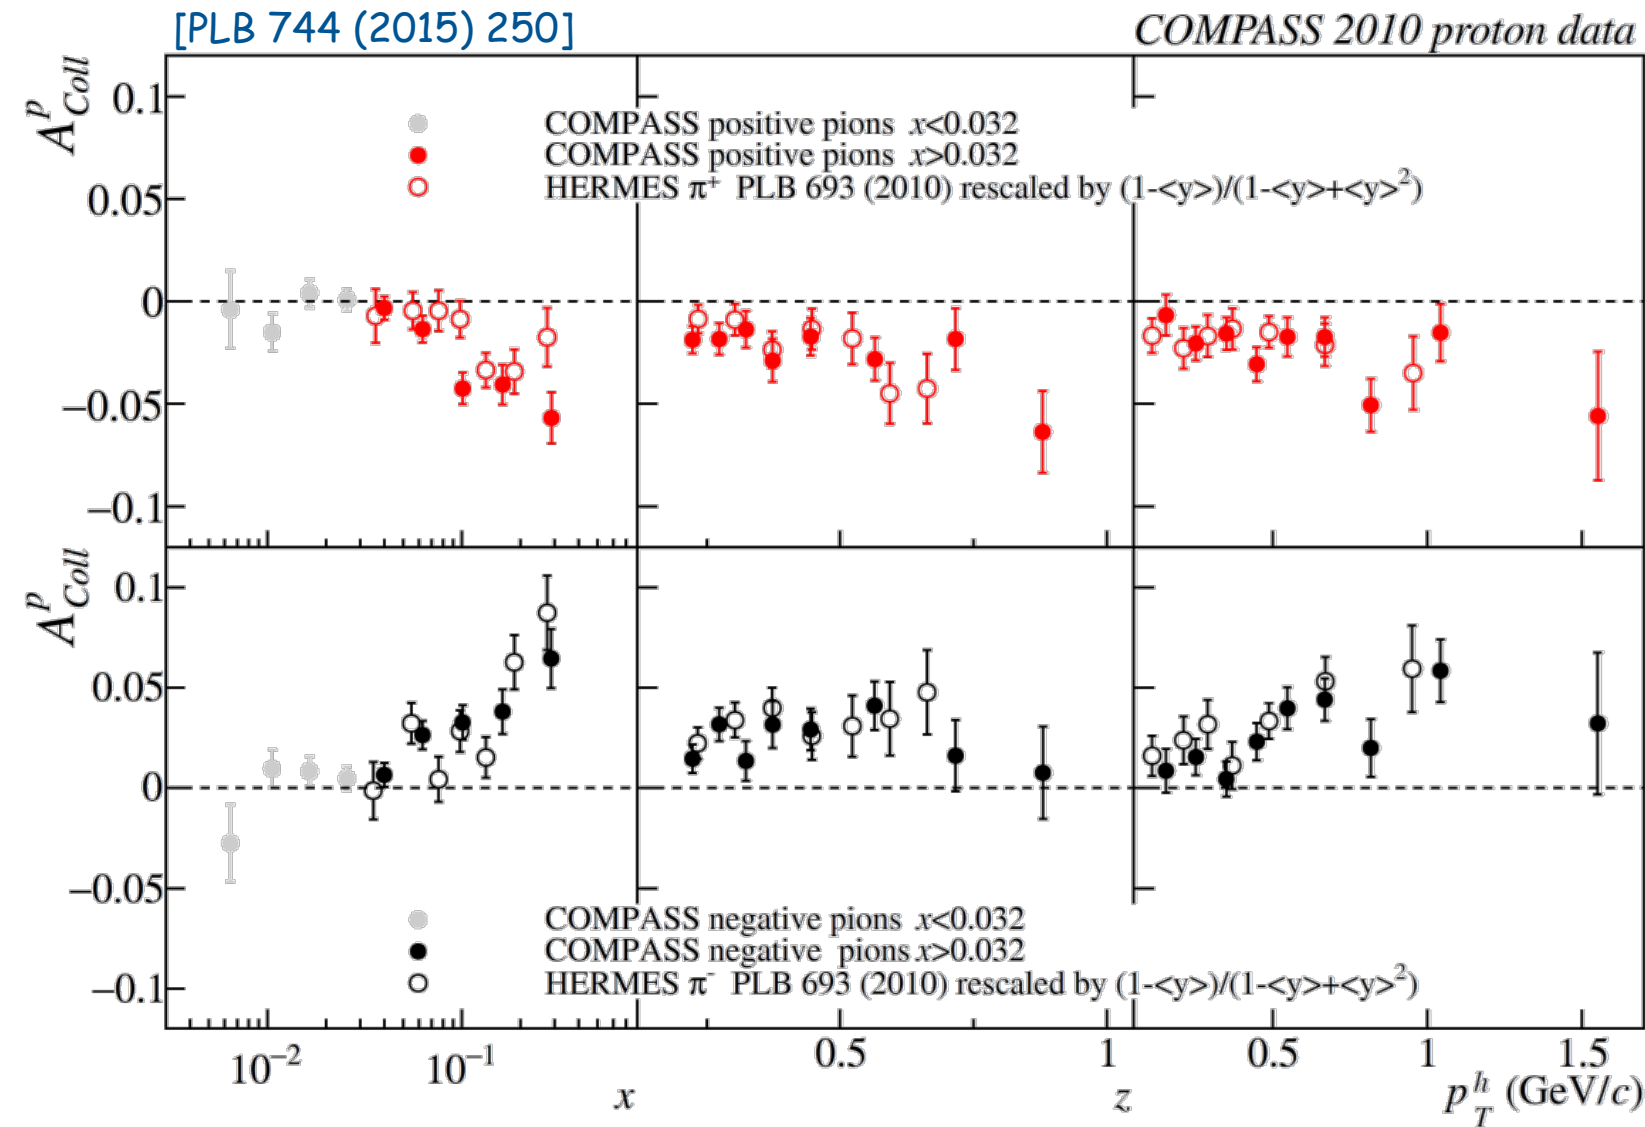 [PLB 744 (2015) 250]
COMPASS 2010 proton data
A^p_Coll
0.1
0.05
0
−0.05
−0.1
COMPASS positive pions x<0.032
COMPASS positive pions x>0.032
HERMES π⁺ PLB 693 (2010) rescaled by (1-<y>)/(1-<y>+<y>²)
A^p_Coll
0.1
0.05
0
−0.05
−0.1
COMPASS negative pions x<0.032
COMPASS negative pions x>0.032
HERMES π⁻ PLB 693 (2010) rescaled by (1-<y>)/(1-<y>+<y>²)
10⁻² 10⁻¹ 0.5 1 0.5 1 1.5
x z p_T^h (GeV/c)